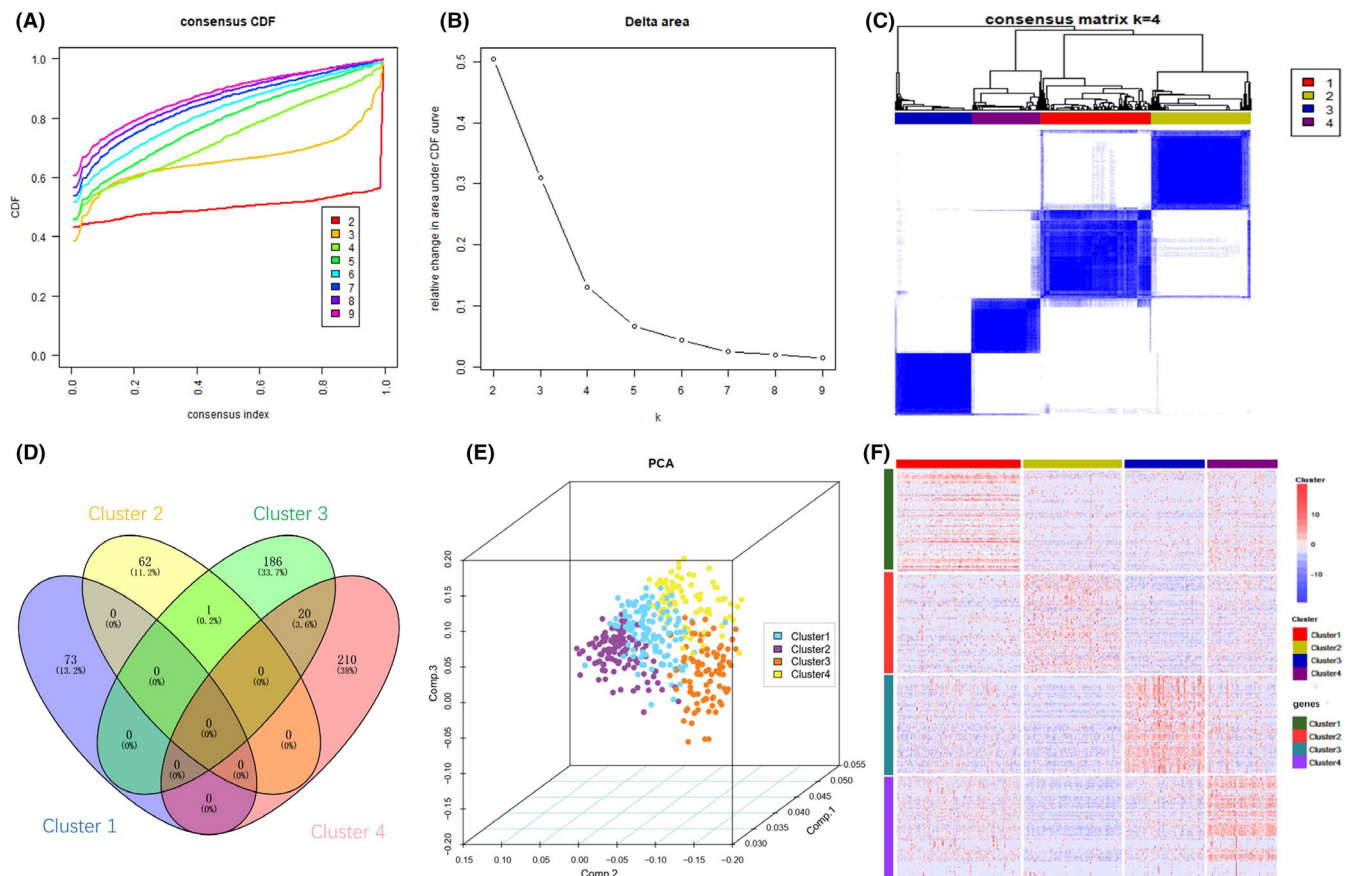 (A)
consensus CDF
CDF
1.0
0.8
0.6
0.4
0.2
0.0
2
3
4
5
6
7
8
9
0.0
0.2
0.4
0.6
0.8
1.0
consensus index
(B)
Delta area
relative change in area under CDF curve
0.5
0.4
0.3
0.2
0.1
0.0
2
3
4
5
6
7
8
9
k
(C)
consensus matrix k=4
1
2
3
4
(D)
Cluster 2
Cluster 3
62
(11.2%)
186
(33.7%)
0
(0%)
1
(0.2%)
20
(3.6%)
73
(13.2%)
210
(38%)
0
(0%)
0
(0%)
0
(0%)
0
(0%)
0
(0%)
0
(0%)
0
(0%)
0
(0%)
Cluster 1
Cluster 4
(E)
PCA
Comp.3
0.20
0.15
0.10
0.05
0.00
-0.05
-0.10
-0.15
-0.20
Cluster1
Cluster2
Cluster3
Cluster4
0.055
0.050
0.045
0.040
0.035
0.030
Comp.1
0.15
0.10
0.05
0.00
-0.05
-0.10
-0.15
-0.20
Comp.2
(F)
Cluster
10
0
-10
Cluster
Cluster1
Cluster2
Cluster3
Cluster4
genes
Cluster1
Cluster2
Cluster3
Cluster4